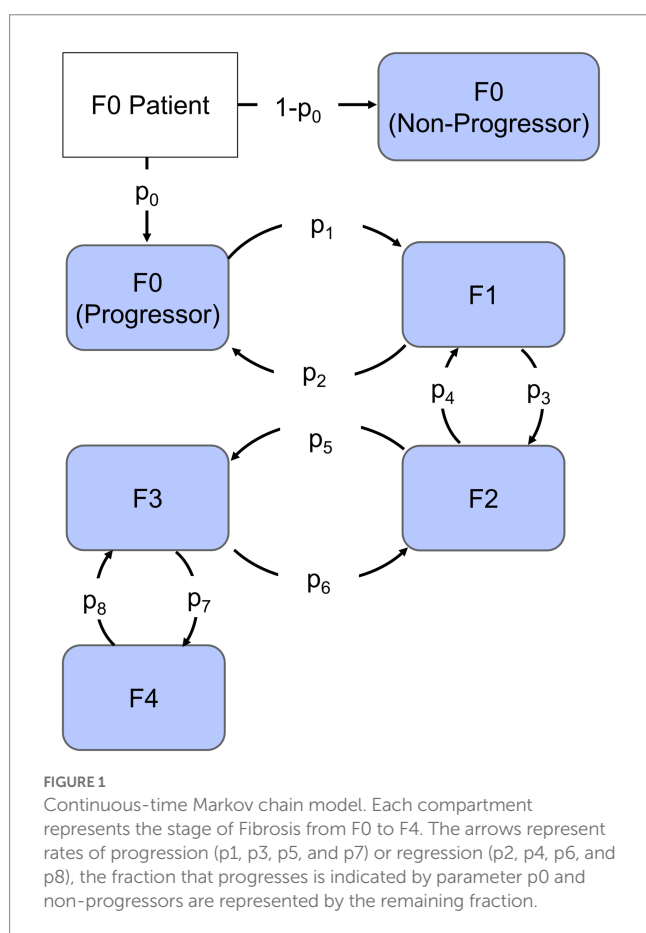 F0 Patient
1-p₀
F0
(Non-Progressor)
p₀
F0
(Progressor)
p₁
F1
p₂
p₄
p₃
F3
p₅
F2
p₆
p₈
p₇
F4
FIGURE 1
Continuous-time Markov chain model. Each compartment
represents the stage of Fibrosis from F0 to F4. The arrows represent
rates of progression (p1, p3, p5, and p7) or regression (p2, p4, p6, and
p8), the fraction that progresses is indicated by parameter p0 and
non-progressors are represented by the remaining fraction.